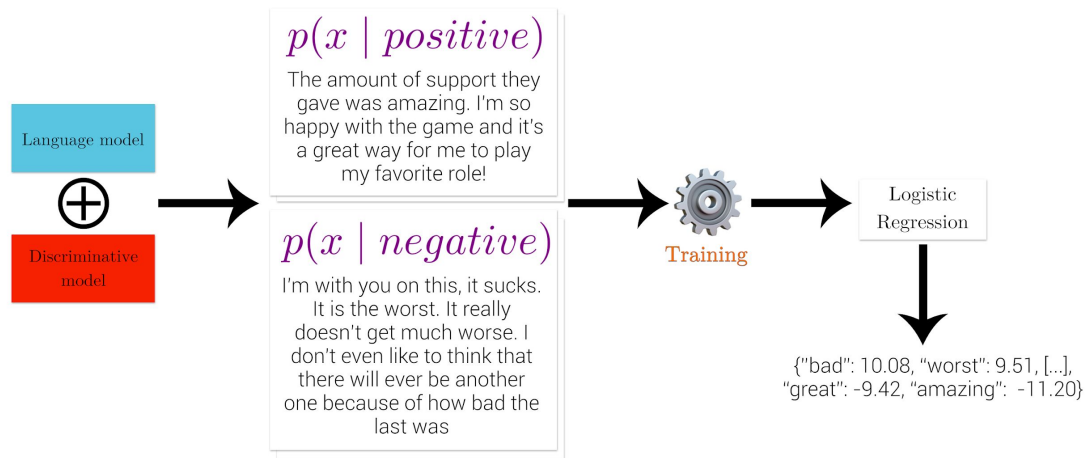 Language model
Discriminative
model
p(x | positive)
The amount of support they
gave was amazing. I'm so
happy with the game and it's
a great way for me to play
my favorite role!
p(x | negative)
I'm with you on this, it sucks.
It is the worst. It really
doesn't get much worse. I
don't even like to think that
there will ever be another
one because of how bad the
last was
Training
Logistic
Regression
{"bad": 10.08, “worst": 9.51, [...],
“great": -9.42, “amazing":  -11.20}